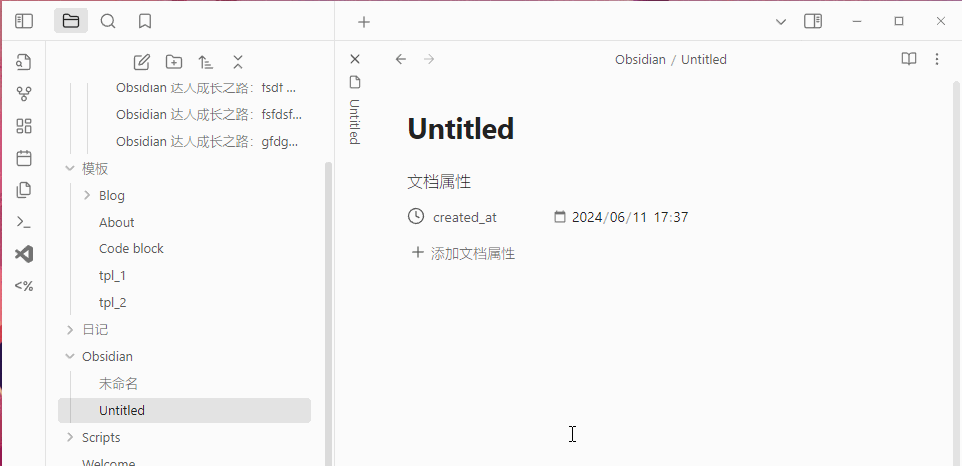 Obsidian 达人成长之路：fsdf ...
Obsidian 达人成长之路：fsfdsf...
Obsidian 达人成长之路：gfdg...
模板
Blog
About
Code block
tpl_1
tpl_2
日记
Obsidian
未命名
Untitled
Scripts
Welcome
<%
Untitled
Obsidian / Untitled
Untitled
文档属性
created_at 2024/06/11 17:37
添加文档属性